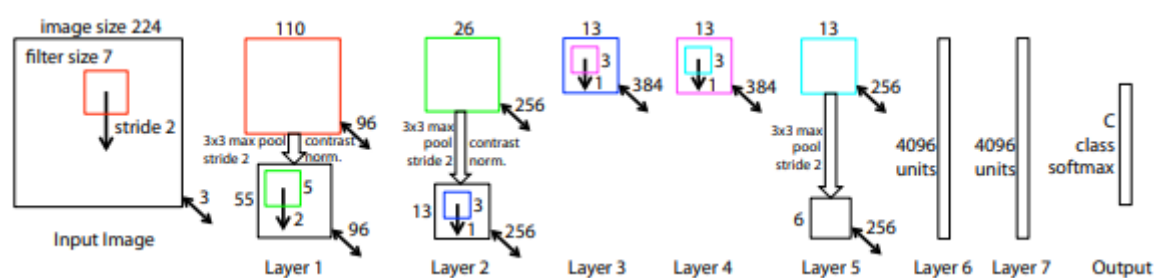 image size 224
filter size 7
stride 2
3
Input Image
110
96
3x3 max pool
stride 2
contrast
norm.
55
5
2
96
Layer 1
26
256
3x3 max
pool
stride 2
contrast
norm.
13
3
1
256
Layer 2
13
3
1
384
Layer 3
13
3
1
384
Layer 4
13
256
3x3 max
pool
stride 2
6
256
Layer 5
4096
units
Layer 6
4096
units
Layer 7
C
class
softmax
Output